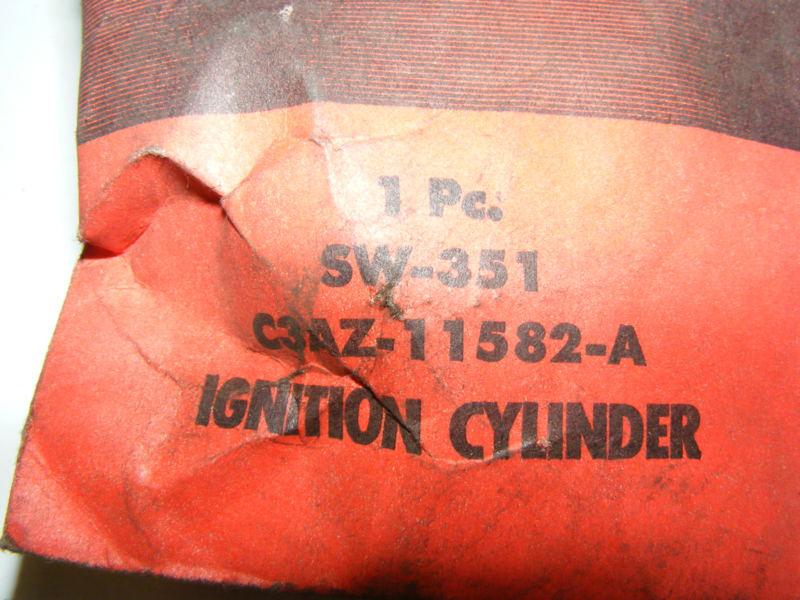 1 Pc.
SW-351
C3AZ-11582-A
IGNITION CYLINDER